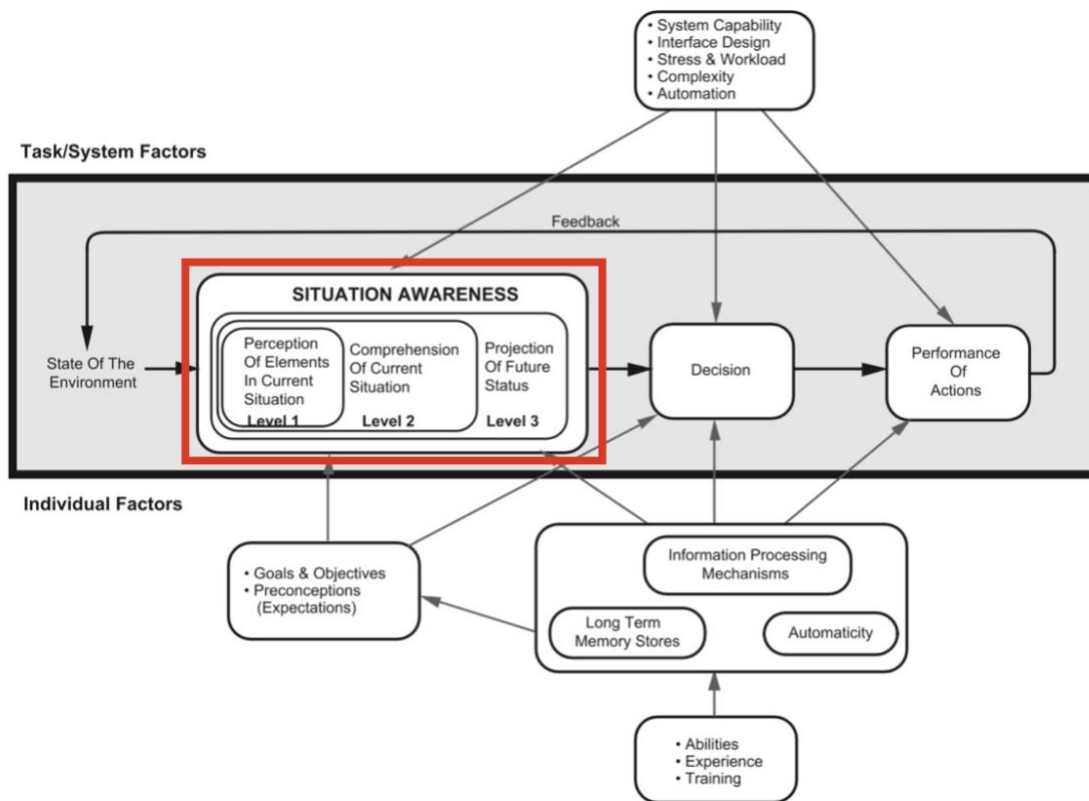 • System Capability
• Interface Design
• Stress & Workload
• Complexity
• Automation
Task/System Factors
Feedback
SITUATION AWARENESS
State Of The
Environment
Perception
Of Elements
In Current
Situation
Level 1
Comprehension
Of Current
Situation
Level 2
Projection
Of Future
Status
Level 3
Decision
Performance
Of
Actions
Individual Factors
• Goals & Objectives
• Preconceptions
(Expectations)
Information Processing
Mechanisms
Long Term
Memory Stores
Automaticity
• Abilities
• Experience
• Training